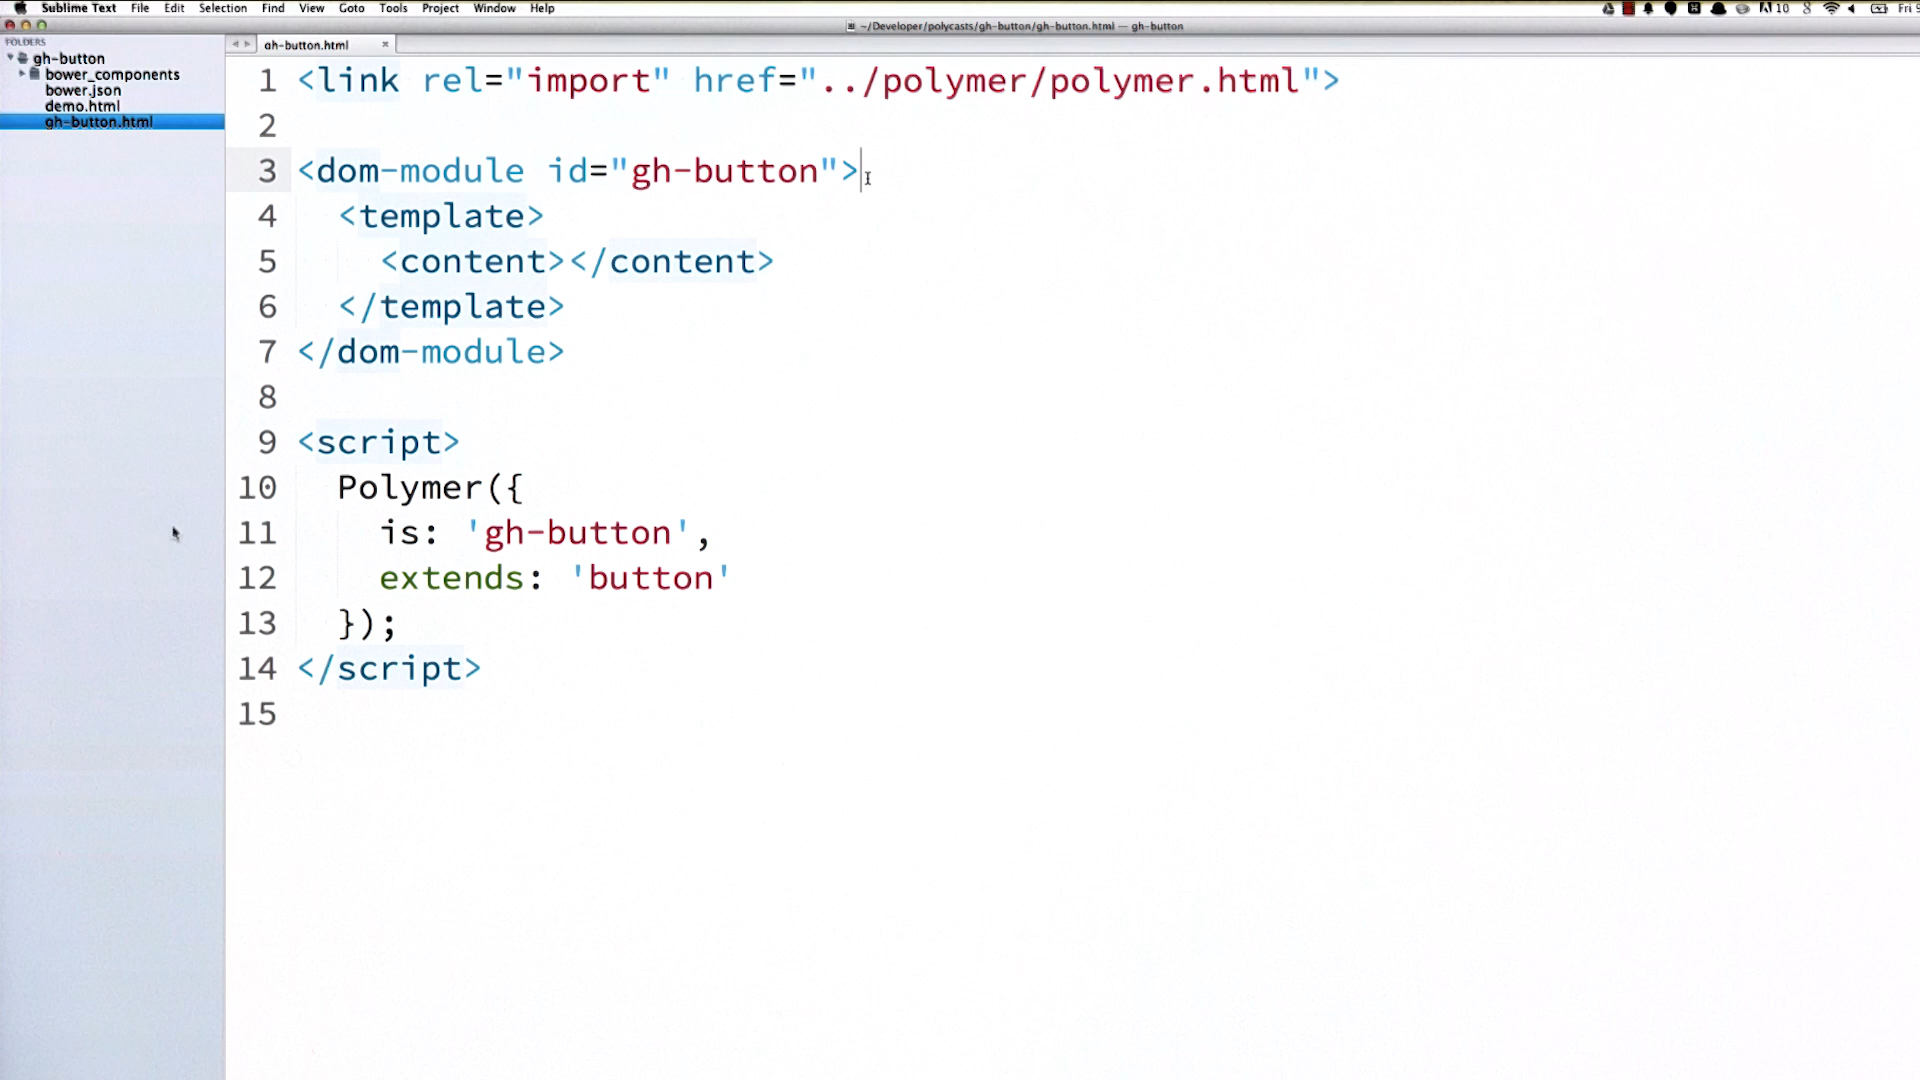 Sublime Text File Edit Selection Find View Goto Tools Project Window Help
10 8 Fri 9
~/Developer/polycasts/gh-button/gh-button.html — gh-button
FOLDERS
gh-button
bower_components
bower.json
demo.html
gh-button.html
gh-button.html ×
1 <link rel="import" href="../polymer/polymer.html">
2
3 <dom-module id="gh-button">
4 <template>
5 <content></content>
6 </template>
7 </dom-module>
8
9 <script>
10 Polymer({
11 is: 'gh-button',
12 extends: 'button'
13 });
14 </script>
15